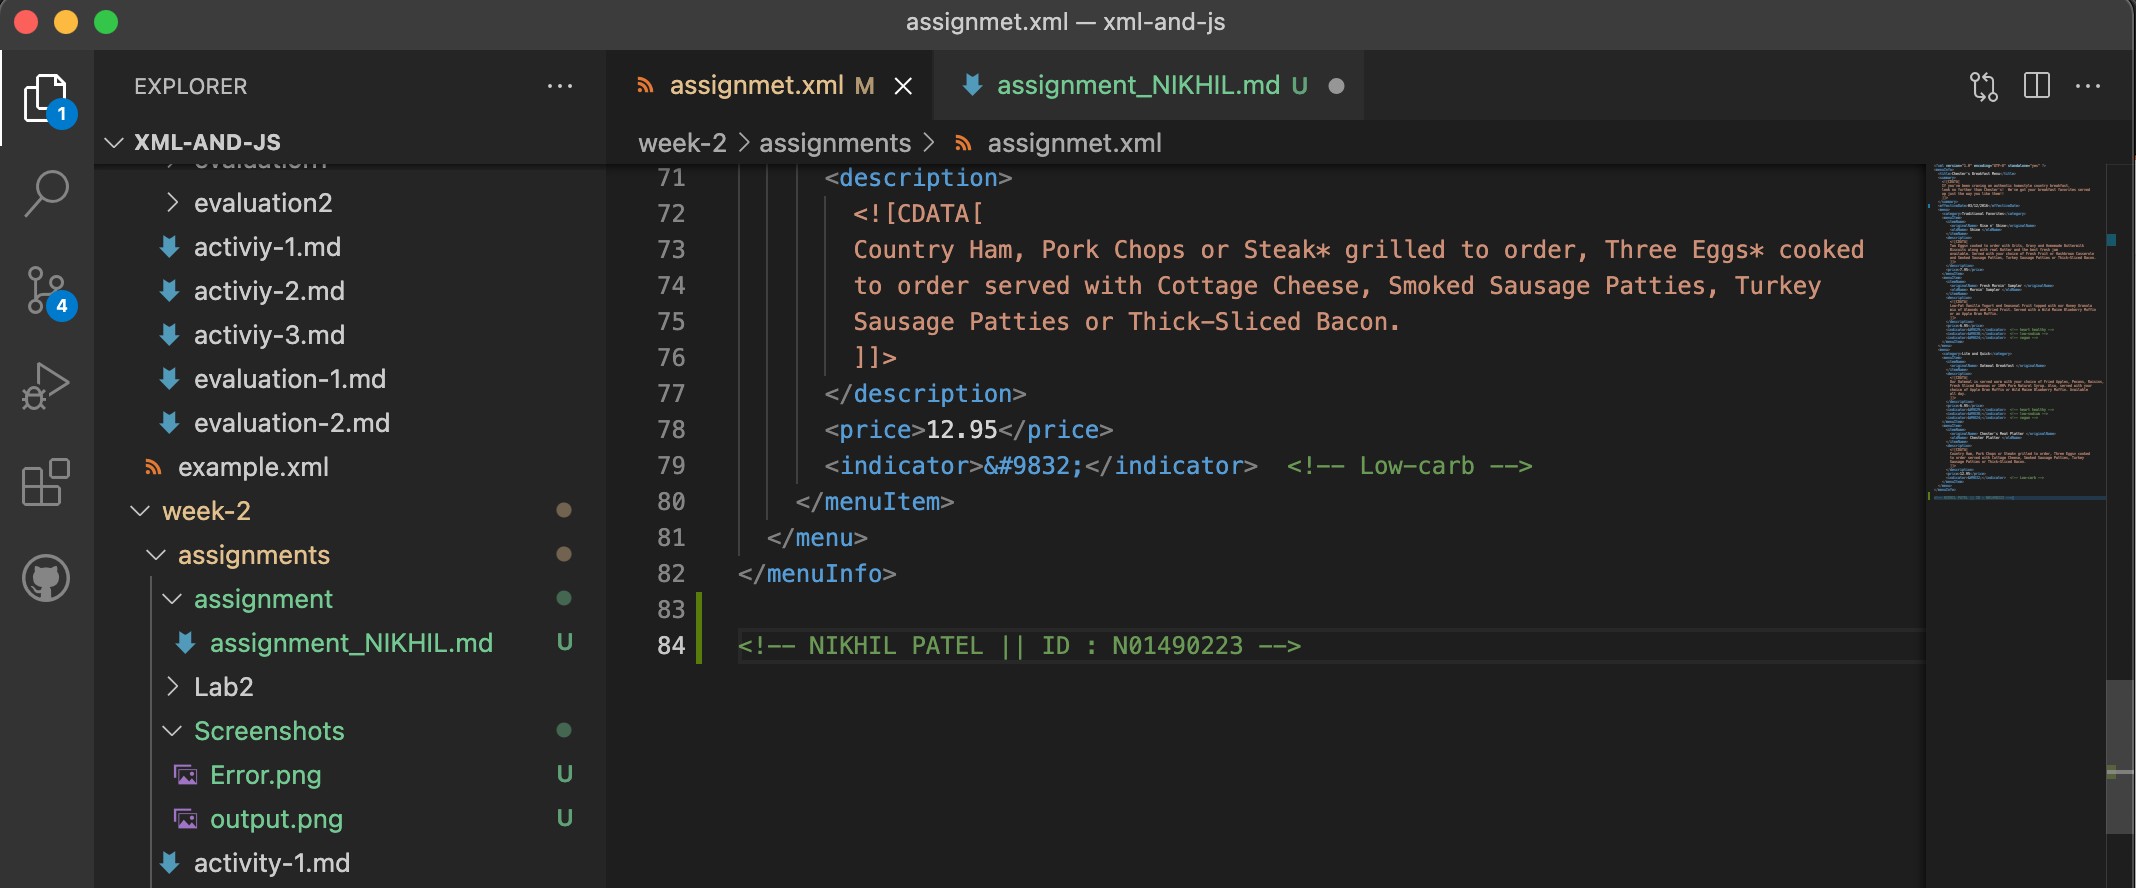 assignmet.xml — xml-and-js
EXPLORER
assignmet.xml M
assignment_NIKHIL.md U
1
XML-AND-JS
week-2 > assignments > assignmet.xml
evaluation2
activiy-1.md
activiy-2.md
activiy-3.md
evaluation-1.md
evaluation-2.md
example.xml
week-2
assignments
assignment
assignment_NIKHIL.md U
Lab2
Screenshots
Error.png U
output.png U
activity-1.md
4
71 <description>
72 <![CDATA[
73 Country Ham, Pork Chops or Steak* grilled to order, Three Eggs* cooked
74 to order served with Cottage Cheese, Smoked Sausage Patties, Turkey
75 Sausage Patties or Thick-Sliced Bacon.
76 ]]>
77 </description>
78 <price>12.95</price>
79 <indicator>&#9832;</indicator> <!-- Low-carb -->
80 </menuItem>
81 </menu>
82 </menuInfo>
83
84 <!-- NIKHIL PATEL || ID : N01490223 -->